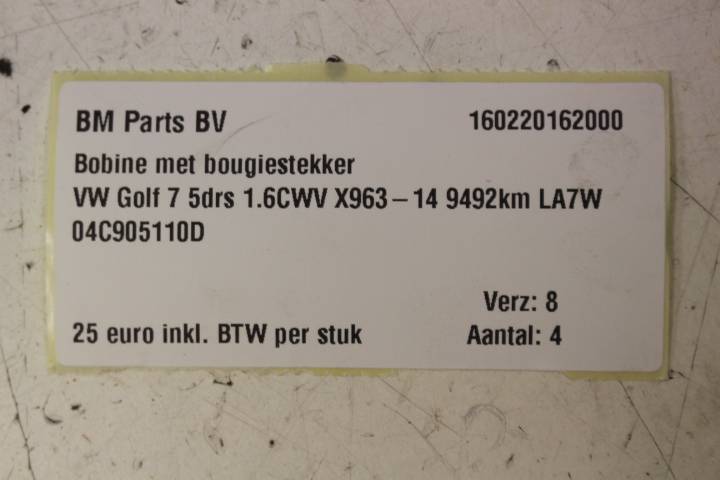 BM Parts BV 160220162000
Bobine met bougiestekker
VW Golf 7 5drs 1.6CWV X963-14 9492km LA7W
04C905110D
Verz: 8
25 euro inkl. BTW per stuk Aantal: 4